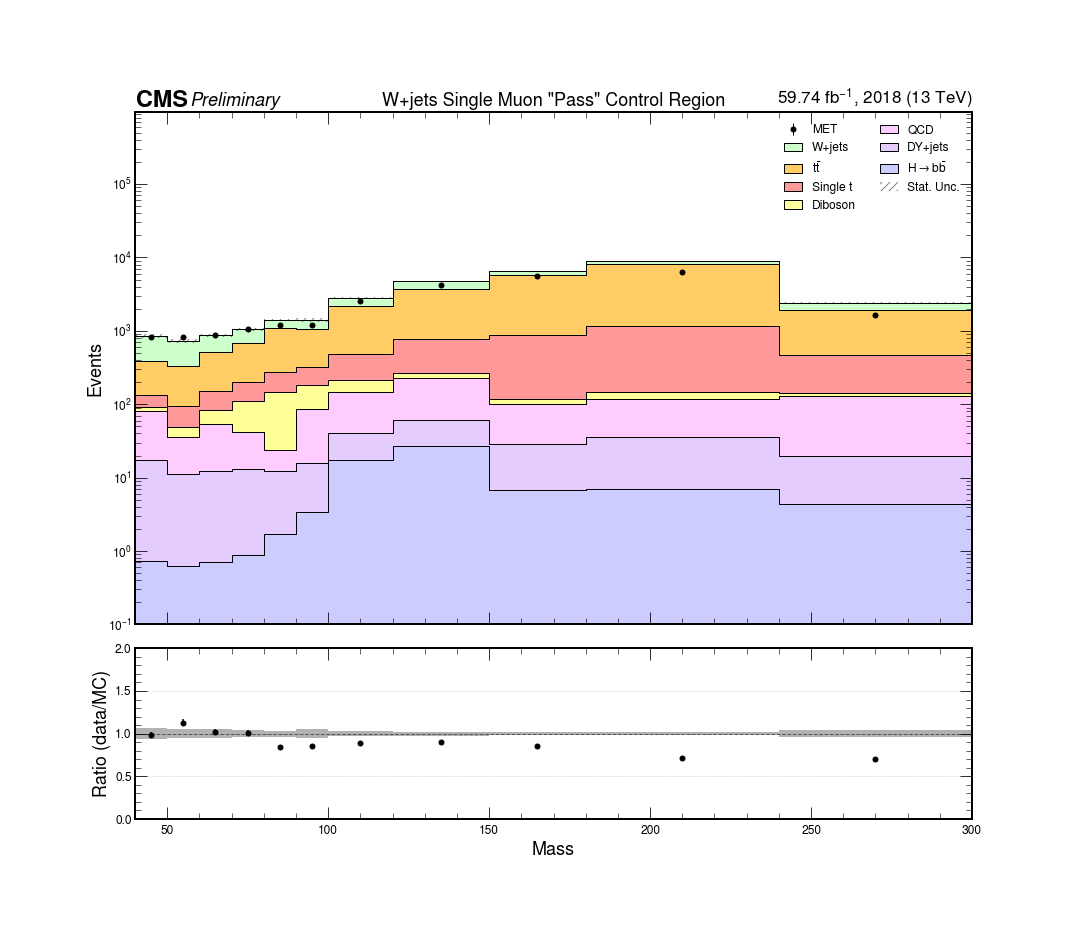 CMS Preliminary W+jets Single Muon "Pass" Control Region 59.74 fb⁻¹, 2018 (13 TeV)
MET
W+jets
tt̄
Single t
Diboson
QCD
DY+jets
H→bb̄
Stat. Unc.
Events
10⁵
10⁴
10³
10²
10¹
10⁰
10⁻¹
Ratio (data/MC)
2.0
1.5
1.0
0.5
0.0
50 100 150 200 250 300
Mass